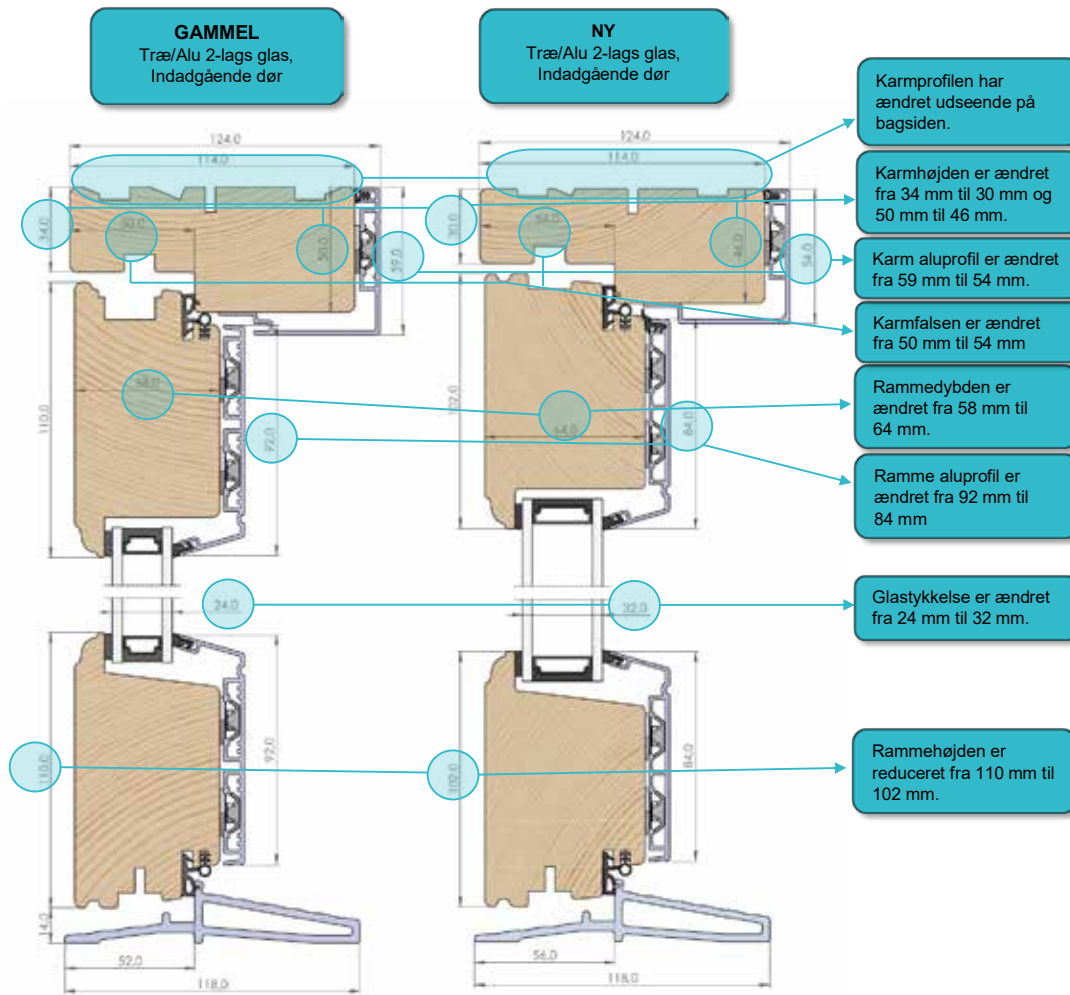 GAMMEL
Træ/Alu 2-lags glas,
Indadgående dør
NY
Træ/Alu 2-lags glas,
Indadgående dør
Karmprofilen har
ændret udseende på
bagsiden.
Karmhøjden er ændret
fra 34 mm til 30 mm og
50 mm til 46 mm.
Karm aluprofil er ændret
fra 59 mm til 54 mm.
Karmfalsen er ændret
fra 50 mm til 54 mm
Rammedybden er
ændret fra 58 mm til
64 mm.
Ramme aluprofil er
ændret fra 92 mm til
84 mm
Glastykkelse er ændret
fra 24 mm til 32 mm.
Rammehøjden er
reduceret fra 110 mm til
102 mm.
124,0
114,0
34,0
50,0
50,0
59,0
110,0
58,0
92,0
24,0
110,0
92,0
14,0
52,0
118,0
124,0
114,0
30,0
54,0
46,0
54,0
102,0
64,0
84,0
32,0
102,0
84,0
56,0
118,0